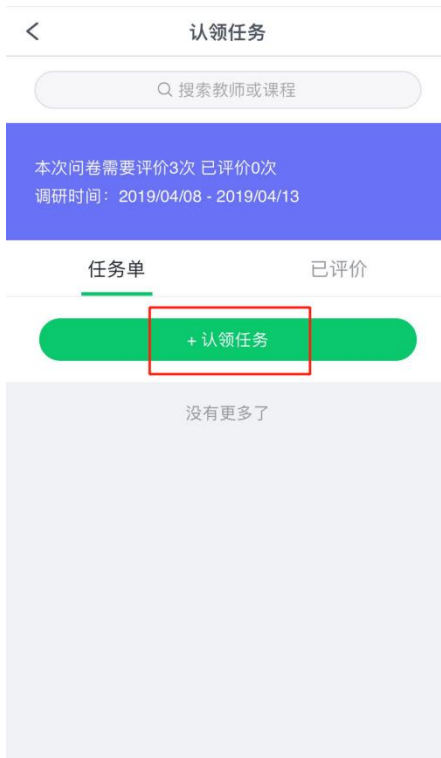 认领任务
搜索教师或课程
本次问卷需要评价3次 已评价0次
调研时间：2019/04/08 - 2019/04/13
任务单 已评价
+ 认领任务
没有更多了